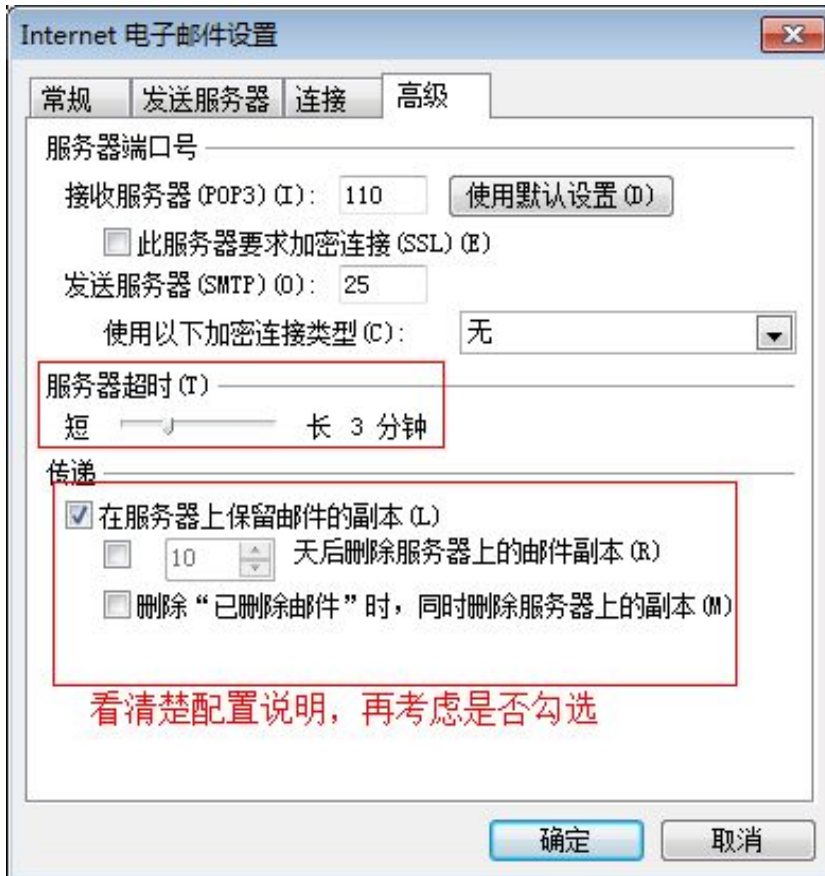 Internet 电子邮件设置
常规 发送服务器 连接 高级
服务器端口号
接收服务器(POP3)(I): 110 使用默认设置(D)
此服务器要求加密连接(SSL)(E)
发送服务器(SMTP)(O): 25
使用以下加密连接类型(C): 无
服务器超时(T)
短 长 3 分钟
传递
在服务器上保留邮件的副本(L)
10 天后删除服务器上的邮件副本(R)
删除“已删除邮件”时，同时删除服务器上的副本(M)
看清楚配置说明，再考虑是否勾选
确定 取消